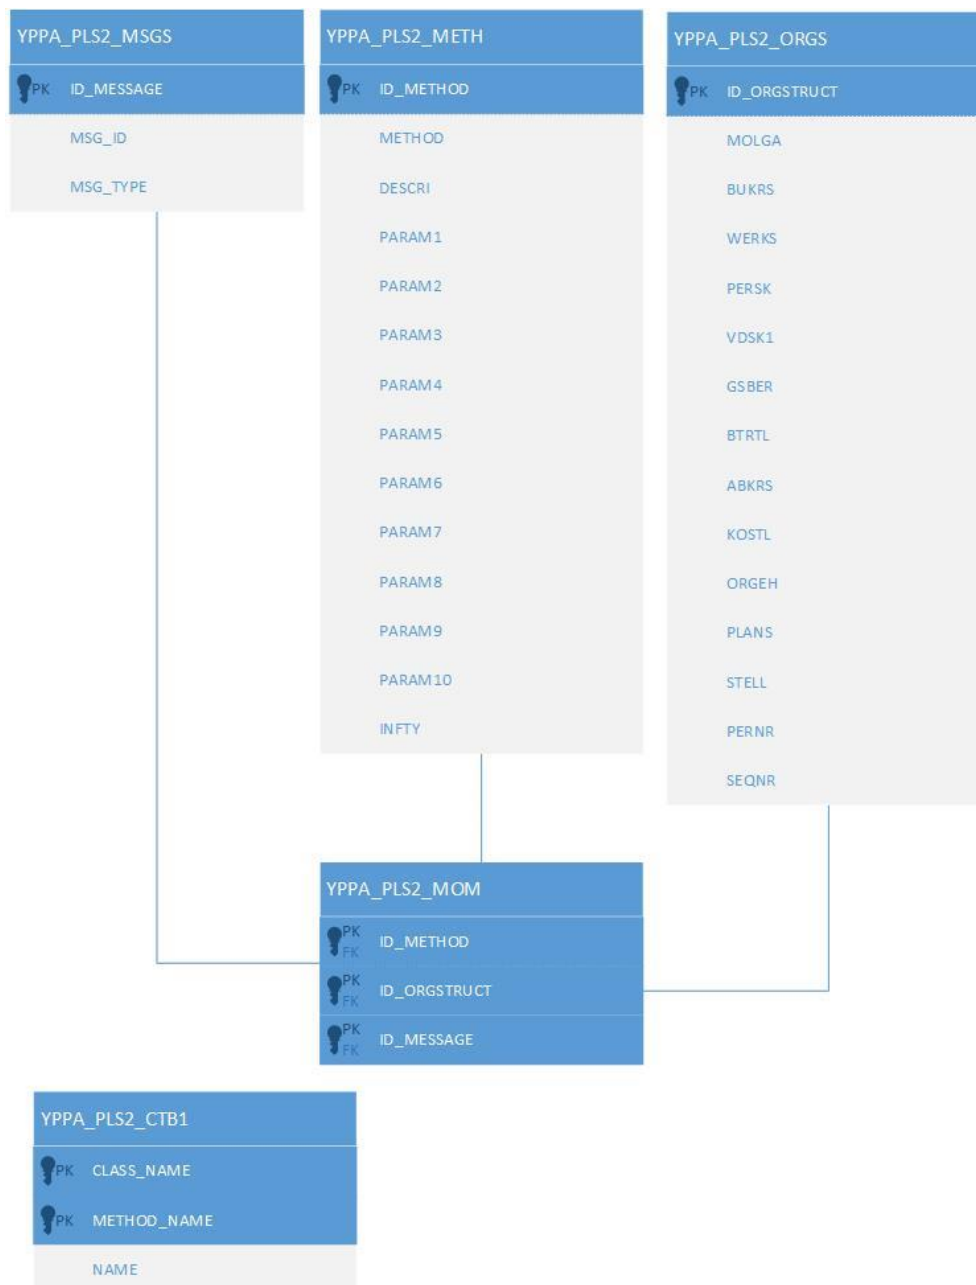 YPPA_PLS2_MSGS
PK ID_MESSAGE
MSG_ID
MSG_TYPE
YPPA_PLS2_METH
PK ID_METHOD
METHOD
DESCRI
PARAM1
PARAM2
PARAM3
PARAM4
PARAM5
PARAM6
PARAM7
PARAM8
PARAM9
PARAM10
INFTY
YPPA_PLS2_ORGS
PK ID_ORGSTRUCT
MOLGA
BUKRS
WERKS
PERSK
VDSK1
GSBER
BTRTL
ABKRS
KOSTL
ORGEH
PLANS
STELL
PERNR
SEQNR
YPPA_PLS2_MOM
PK FK ID_METHOD
PK FK ID_ORGSTRUCT
PK FK ID_MESSAGE
YPPA_PLS2_CTB1
PK CLASS_NAME
PK METHOD_NAME
NAME